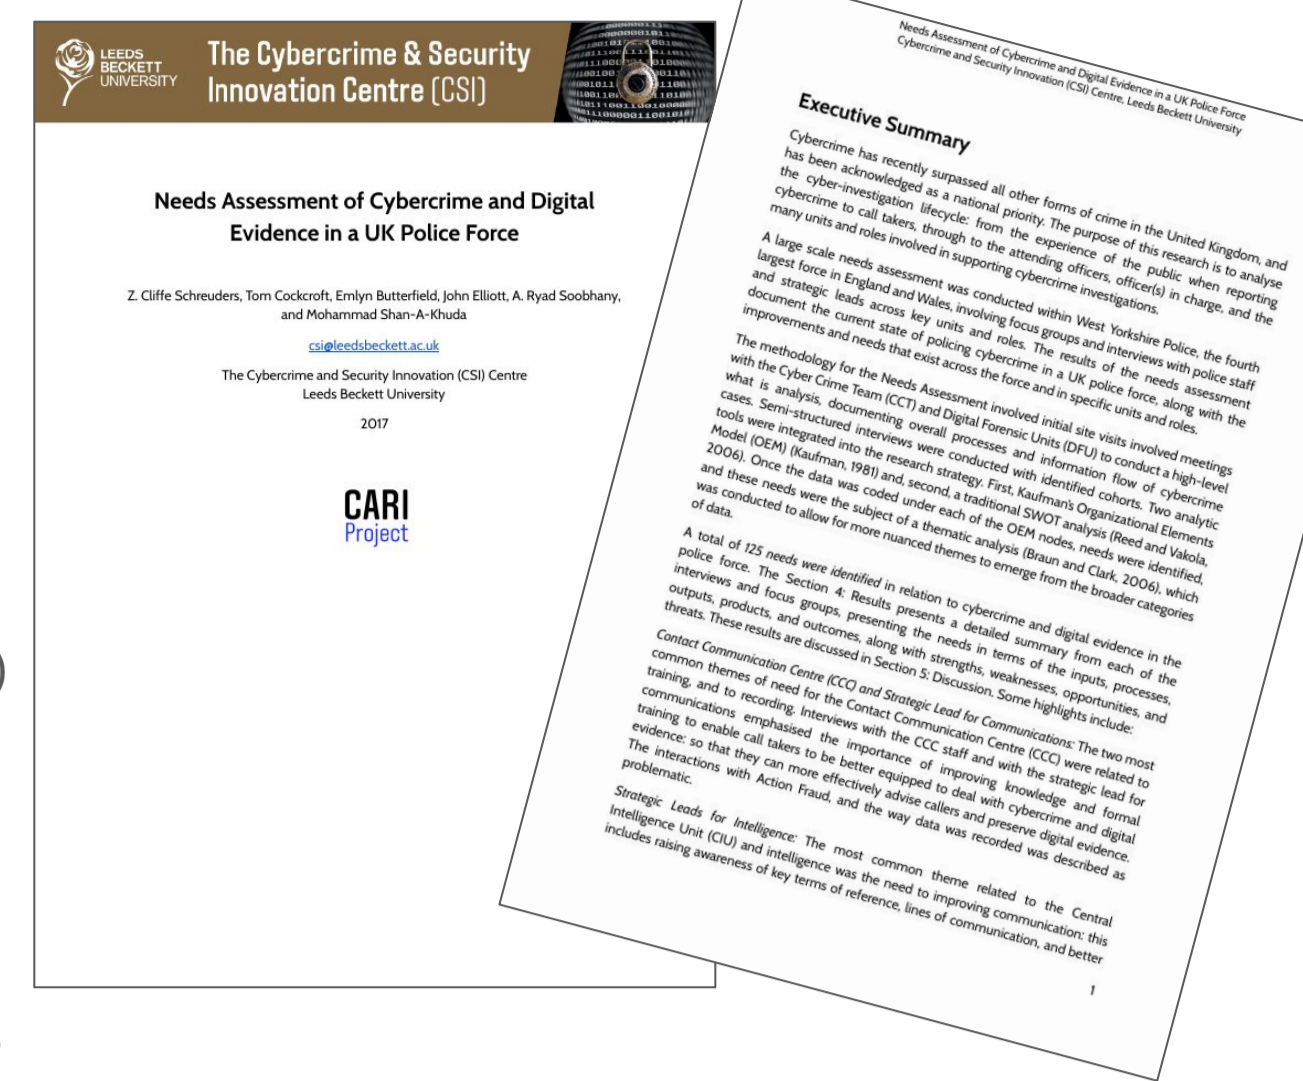 LEEDS
BECKETT
UNIVERSITY
The Cybercrime & Security
Innovation Centre (CSI)
Needs Assessment of Cybercrime and Digital
Evidence in a UK Police Force
Z. Cliffe Schreuders, Tom Cockcroft, Emlyn Butterfield, John Elliott, A. Ryad Soobhany,
and Mohammad Shan-A-Khuda
csi@leedsbeckett.ac.uk
The Cybercrime and Security Innovation (CSI) Centre
Leeds Beckett University
2017
CARI
Project
Needs Assessment of Cybercrime and Digital Evidence in a UK Police Force
Cybercrime and Security Innovation (CSI) Centre, Leeds Beckett University
Executive Summary
Cybercrime has recently surpassed all other forms of crime in the United Kingdom, and
has been acknowledged as a national priority. The purpose of this research is to analyse
the cyber-investigation lifecycle: from the experience of the public when reporting
cybercrime to call takers, through to the attending officers, officer(s) in charge, and the
many units and roles involved in supporting cybercrime investigations.
A large scale needs assessment was conducted within West Yorkshire Police, the fourth
largest force in England and Wales, involving focus groups and interviews with police staff
and strategic leads across key units and roles. The results of the needs assessment
document the current state of policing cybercrime in a UK police force, along with the
improvements and needs that exist across the force and in specific units and roles.
The methodology for the Needs Assessment involved initial site visits involved meetings
with the Cyber Crime Team (CCT) and Digital Forensic Units (DFU) to conduct a high-level
what is analysis, documenting overall processes and information flow of cybercrime
cases. Semi-structured interviews were conducted with identified cohorts. Two analytic
tools were integrated into the research strategy. First, Kaufman's Organizational Elements
Model (OEM) (Kaufman, 1981) and, second, a traditional SWOT analysis (Reed and Vakola,
2006). Once the data was coded under each of the OEM nodes, needs were identified,
and these needs were the subject of a thematic analysis (Braun and Clark, 2006), which
was conducted to allow for more nuanced themes to emerge from the broader categories
of data.
A total of 125 needs were identified in relation to cybercrime and digital evidence in the
police force. The Section 4: Results presents a detailed summary from each of the
interviews and focus groups, presenting the needs in terms of the inputs, processes,
outputs, products, and outcomes, along with strengths, weaknesses, opportunities, and
threats. These results are discussed in Section 5: Discussion. Some highlights include:
Contact Communication Centre (CCC) and Strategic Lead for Communications: The two most
common themes of need for the Contact Communication Centre (CCC) were related to
training, and to recording. Interviews with the CCC staff and with the strategic lead for
communications emphasised the importance of improving knowledge and formal
training to enable call takers to be better equipped to deal with cybercrime and digital
evidence: so that they can more effectively advise callers and preserve digital evidence.
The interactions with Action Fraud, and the way data was recorded was described as
problematic.
Strategic Leads for Intelligence: The most common theme related to the Central
Intelligence Unit (CIU) and intelligence was the need to improving communication: this
includes raising awareness of key terms of reference, lines of communication, and better
1